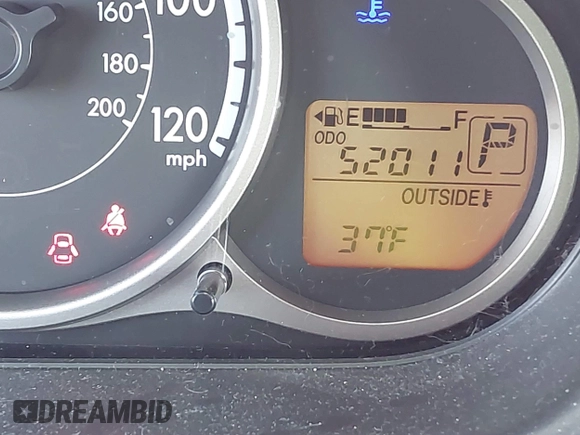 160
100
180
200
120
mph
E F
ODO
52011 P
OUTSIDE
37°F
DREAMBID